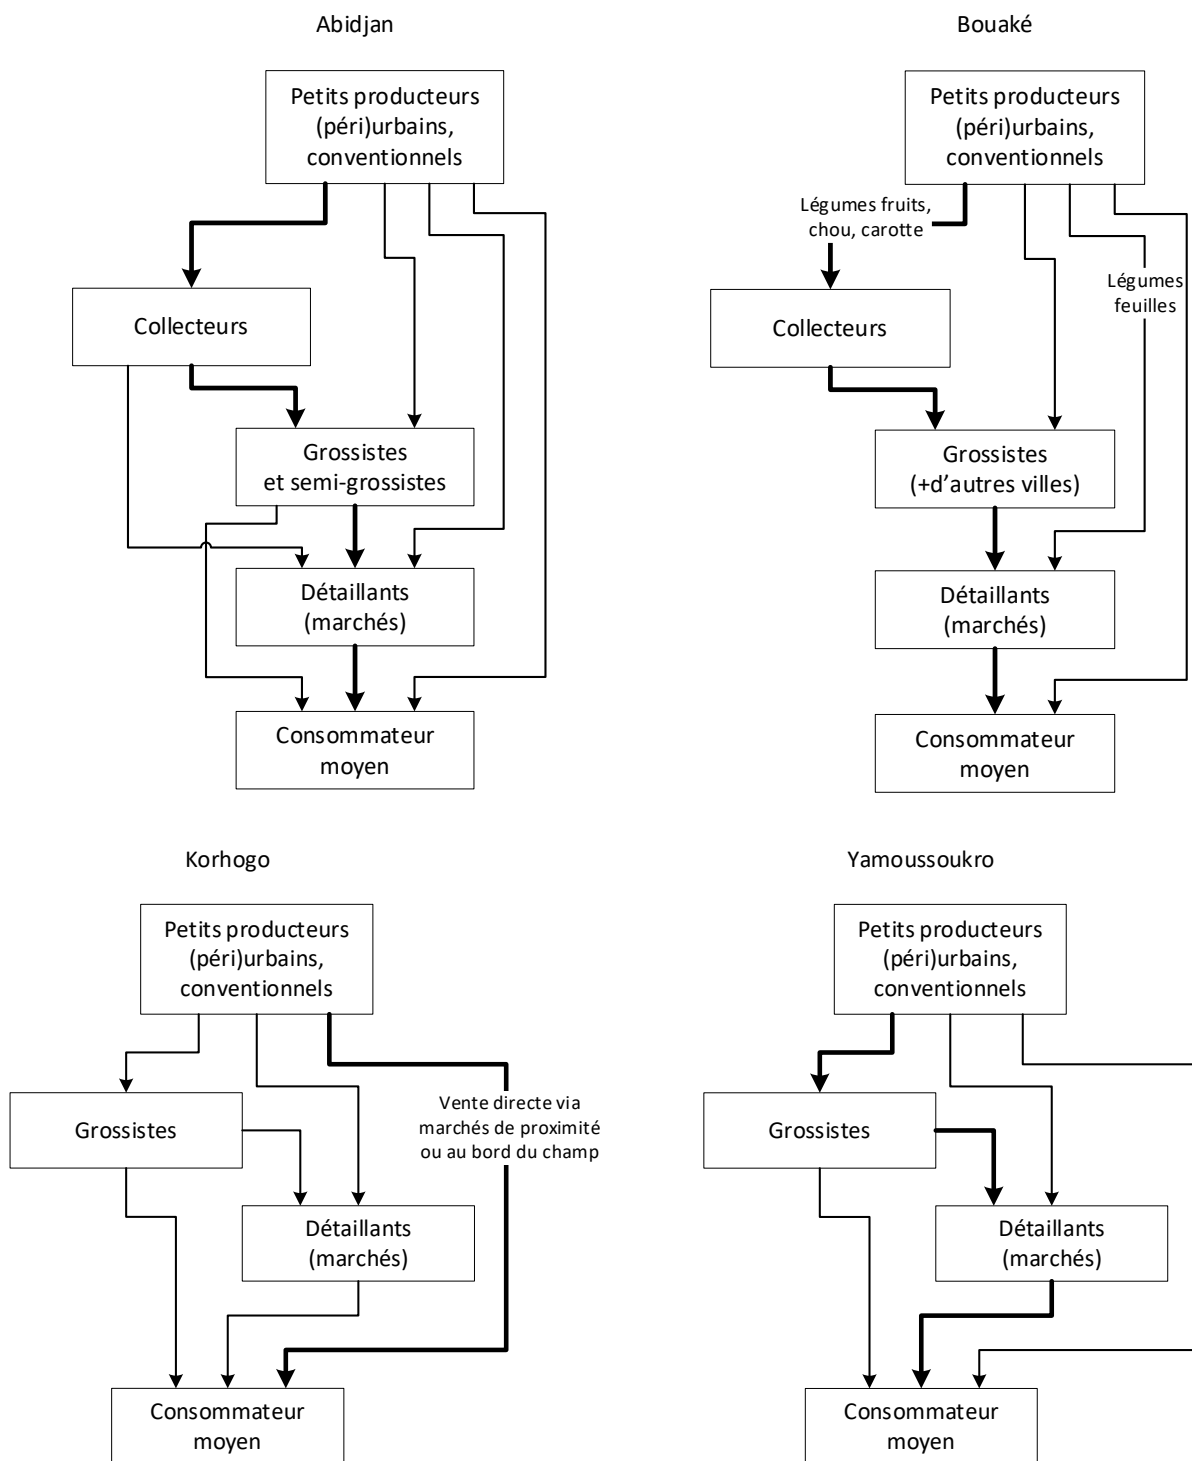 Abidjan
Petits producteurs
(péri)urbains,
conventionnels
Collecteurs
Grossistes
et semi-grossistes
Détaillants
(marchés)
Consommateur
moyen
Bouaké
Petits producteurs
(péri)urbains,
conventionnels
Légumes fruits,
chou, carotte
Légumes
feuilles
Collecteurs
Grossistes
(+d'autres villes)
Détaillants
(marchés)
Consommateur
moyen
Korhogo
Petits producteurs
(péri)urbains,
conventionnels
Grossistes
Vente directe via
marchés de proximité
ou au bord du champ
Détaillants
(marchés)
Consommateur
moyen
Yamoussoukro
Petits producteurs
(péri)urbains,
conventionnels
Grossistes
Détaillants
(marchés)
Consommateur
moyen